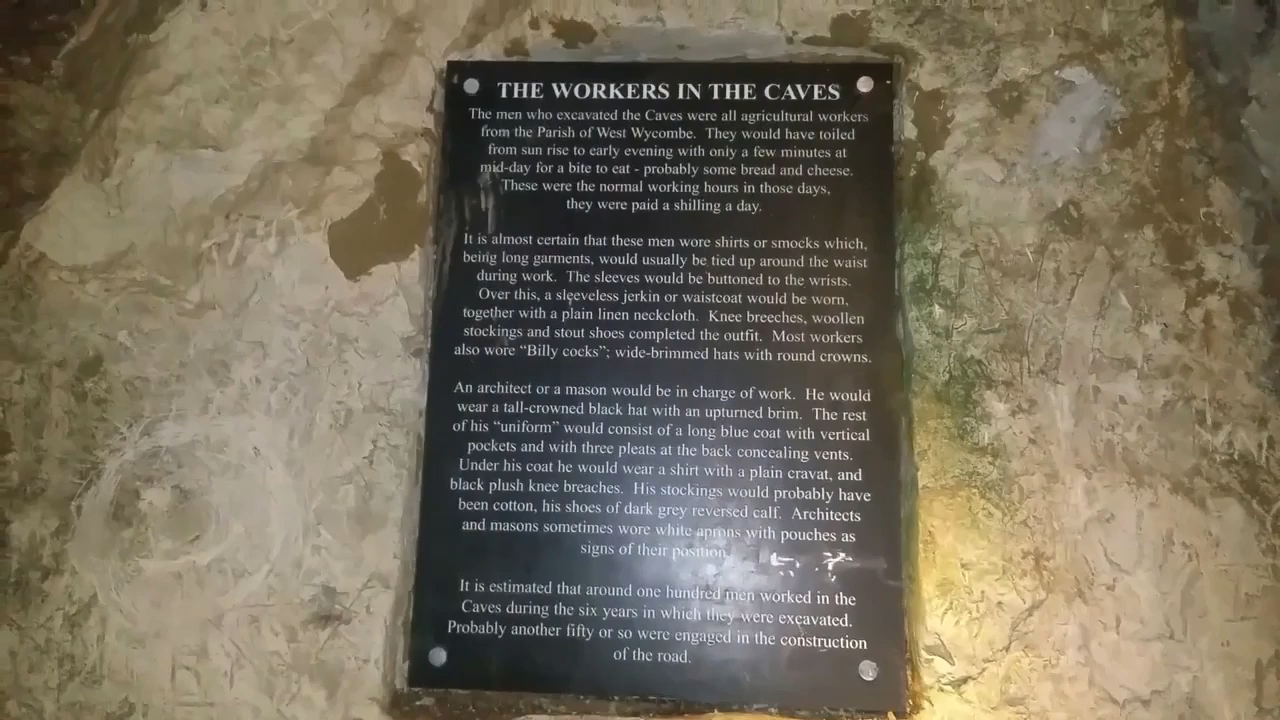 THE WORKERS IN THE CAVES
The men who excavated the Caves were all agricultural workers
from the Parish of West Wycombe. They would have toiled
from sun rise to early evening with only a few minutes at
mid-day for a bite to eat - probably some bread and cheese.
These were the normal working hours in those days,
they were paid a shilling a day.
It is almost certain that these men wore shirts or smocks which,
being long garments, would usually be tied up around the waist
during work. The sleeves would be buttoned to the wrists.
Over this, a sleeveless jerkin or waistcoat would be worn,
together with a plain linen neckcloth. Knee breeches, woollen
stockings and stout shoes completed the outfit. Most workers
also wore "Billy cocks"; wide-brimmed hats with round crowns.
An architect or a mason would be in charge of work. He would
wear a tall-crowned black hat with an upturned brim. The rest
of his "uniform" would consist of a long blue coat with vertical
pockets and with three pleats at the back concealing vents.
Under his coat he would wear a shirt with a plain cravat, and
black plush knee breaches. His stockings would probably have
been cotton, his shoes of dark grey reversed calf. Architects
and masons sometimes wore white aprons with pouches as
signs of their position.
It is estimated that around one hundred men worked in the
Caves during the six years in which they were excavated.
Probably another fifty or so were engaged in the construction
of the road.